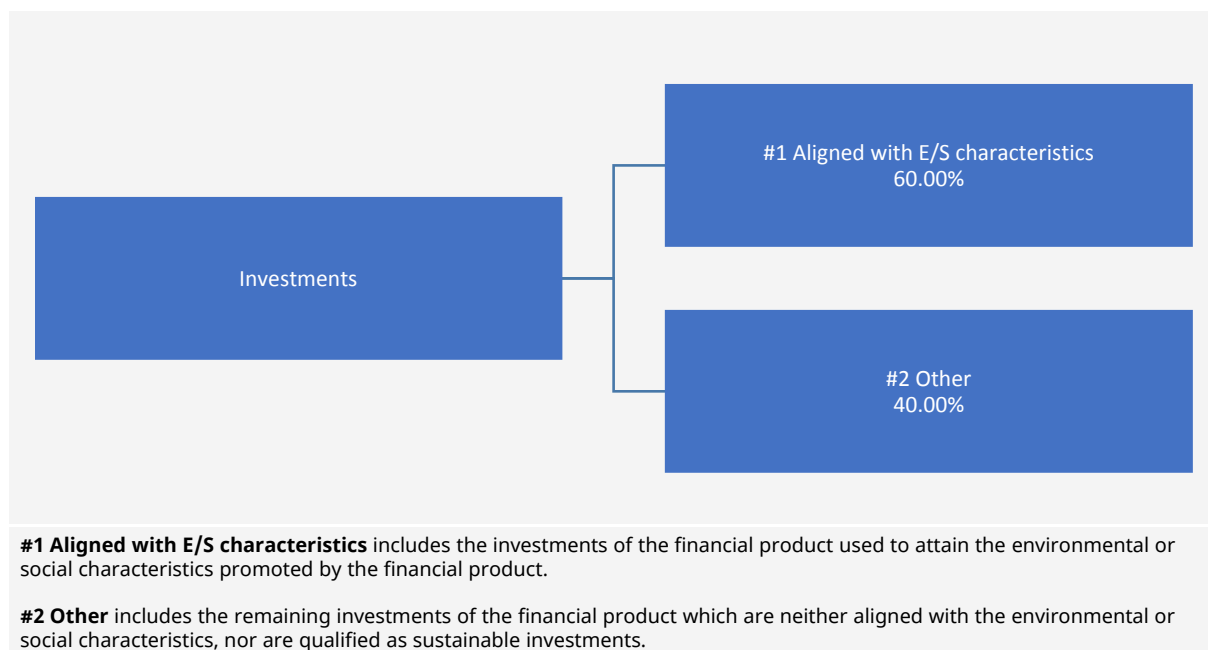 #1 Aligned with E/S characteristics
60.00%
Investments
#2 Other
40.00%
#1 Aligned with E/S characteristics includes the investments of the financial product used to attain the environmental or
social characteristics promoted by the financial product.
#2 Other includes the remaining investments of the financial product which are neither aligned with the environmental or
social characteristics, nor are qualified as sustainable investments.